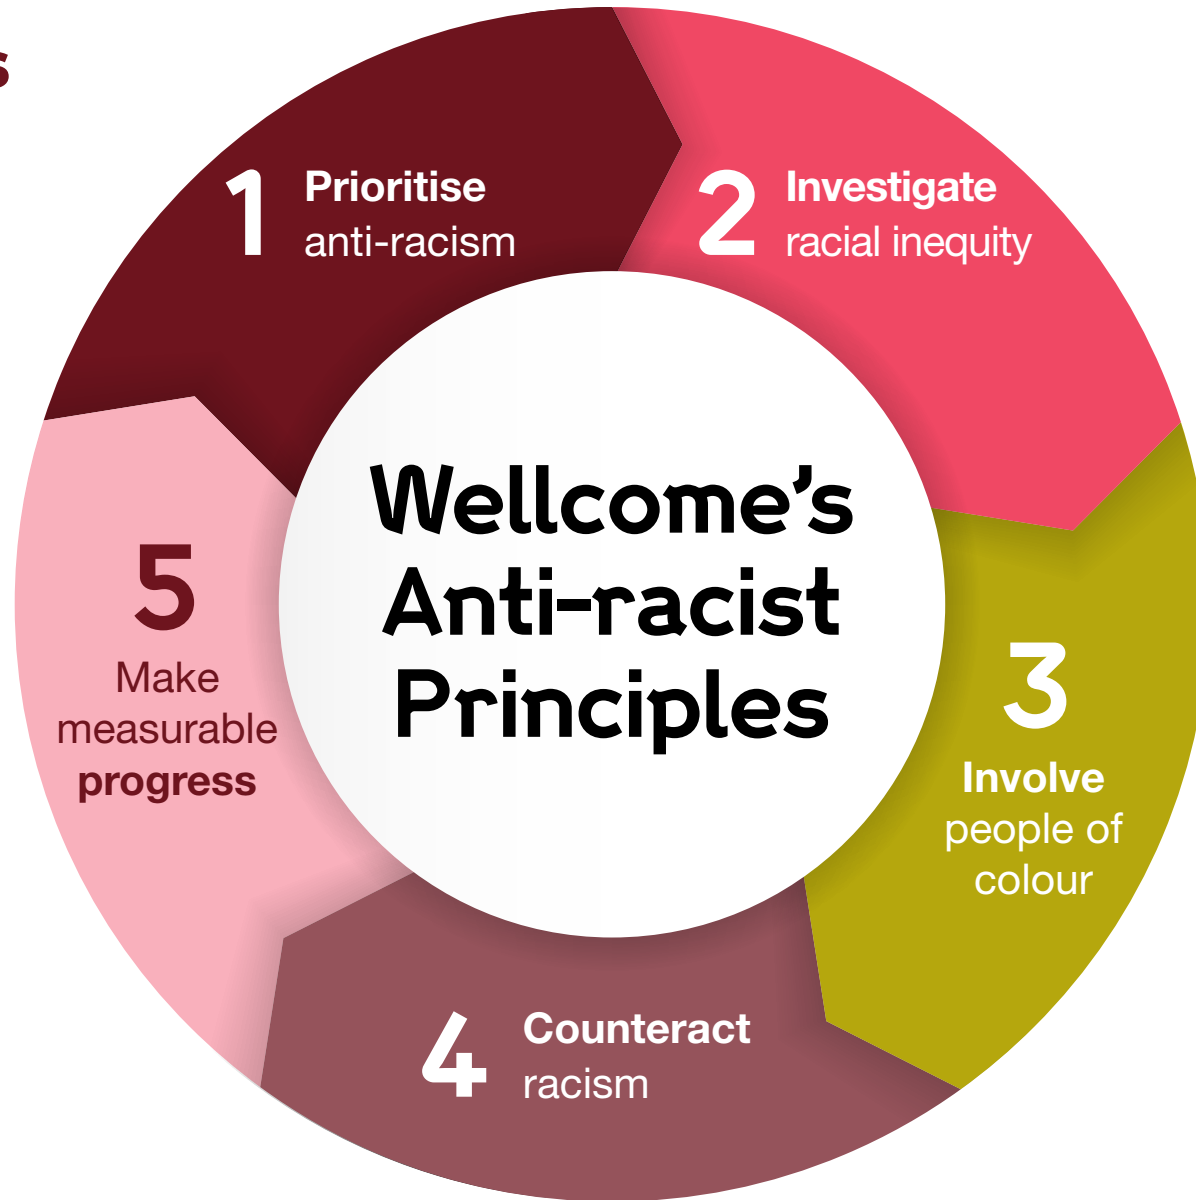 s
1 Prioritise
anti-racism
2 Investigate
racial inequity
Wellcome’s
Anti-racist
Principles
3
Involve
people of
colour
4 Counteract
racism
5
Make
measurable
progress